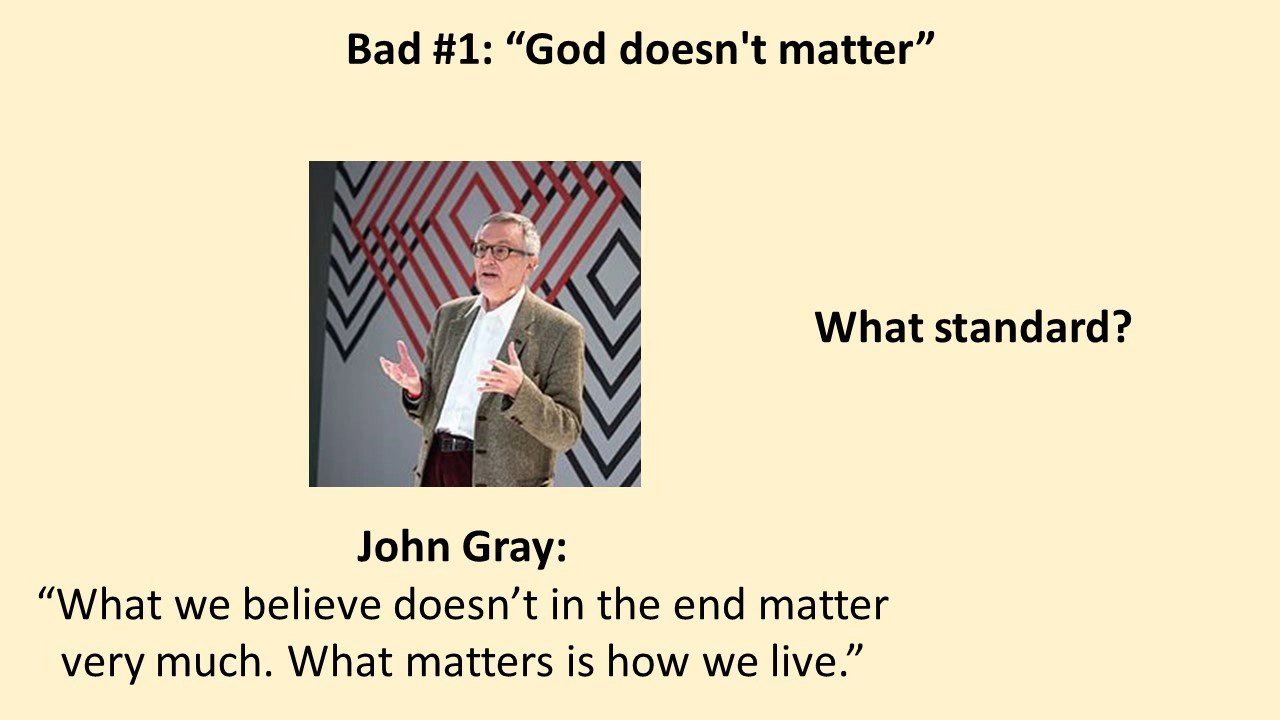 Bad #1: “God doesn't matter”
What standard?
John Gray:
“What we believe doesn’t in the end matter
very much. What matters is how we live.”